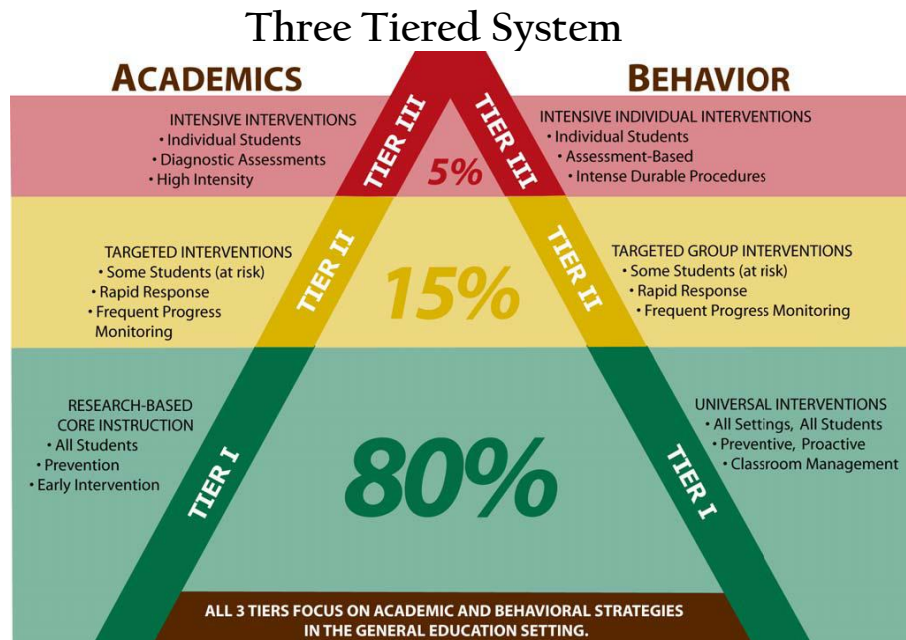 Three Tiered System
ACADEMICS
BEHAVIOR
INTENSIVE INTERVENTIONS
• Individual Students
• Diagnostic Assessments
• High Intensity
TIER III
5%
TIER III
INTENSIVE INDIVIDUAL INTERVENTIONS
• Individual Students
• Assessment-Based
• Intense Durable Procedures
TARGETED INTERVENTIONS
• Some Students (at risk)
• Rapid Response
• Frequent Progress
Monitoring
TIER II
15%
TIER II
TARGETED GROUP INTERVENTIONS
• Some Students (at risk)
• Rapid Response
• Frequent Progress Monitoring
RESEARCH-BASED
CORE INSTRUCTION
• All Students
• Prevention
• Early Intervention
TIER I
80%
TIER I
UNIVERSAL INTERVENTIONS
• All Settings, All Students
• Preventive, Proactive
• Classroom Management
ALL 3 TIERS FOCUS ON ACADEMIC AND BEHAVIORAL STRATEGIES
IN THE GENERAL EDUCATION SETTING.